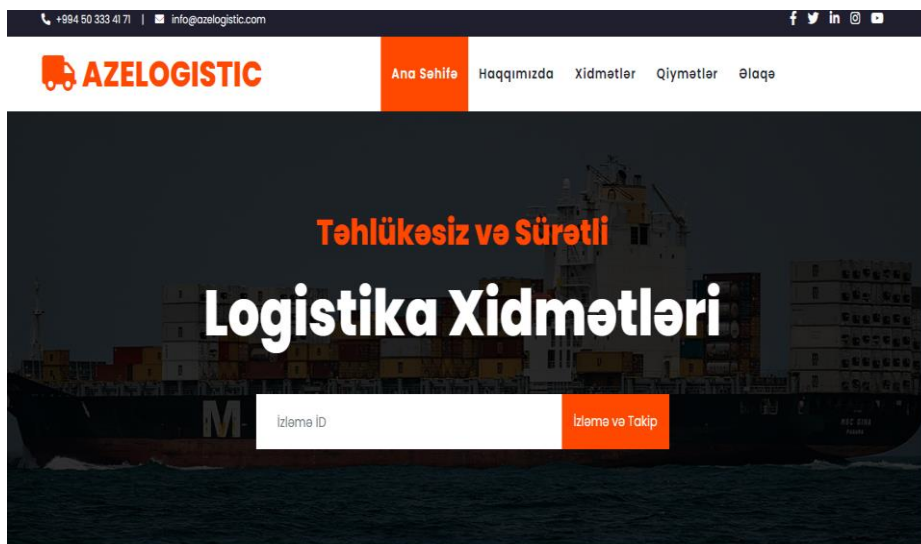 +994 50 333 41 71 | info@azelogistic.com
AZELOGISTIC
Ana Səhifə Haqqımızda Xidmətlər Qiymətlər Əlaqə
Təhlükəsiz və Sürətli
Logistika Xidmətləri
M
İzləmə İD İzləmə və Takip